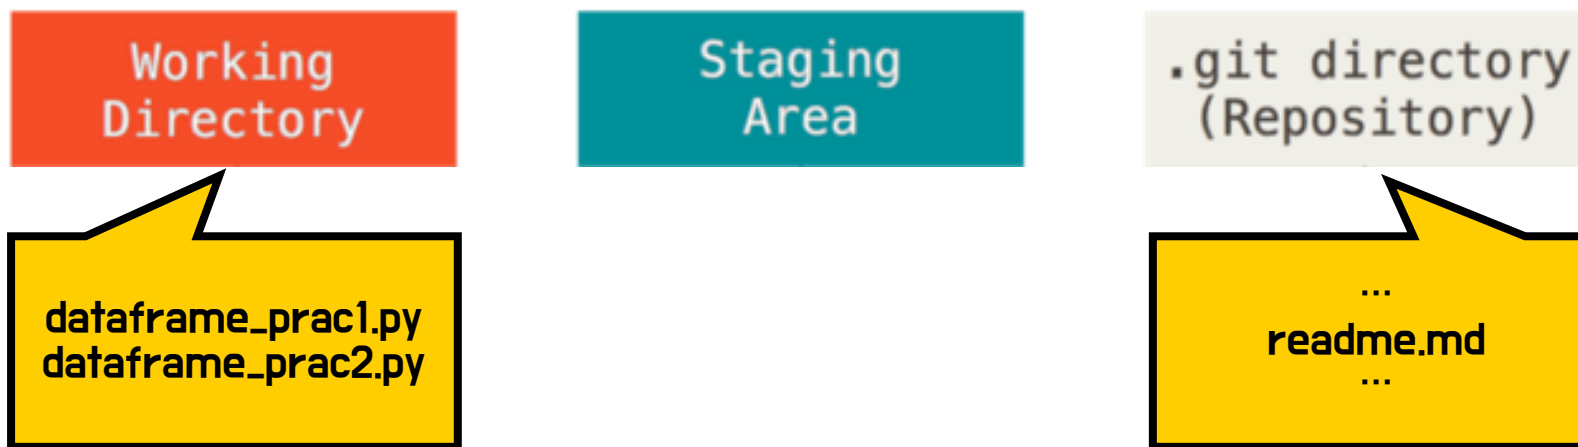 Working
Directory
Staging
Area
.git directory
(Repository)
dataframe_prac1.py
dataframe_prac2.py
...
readme.md
...